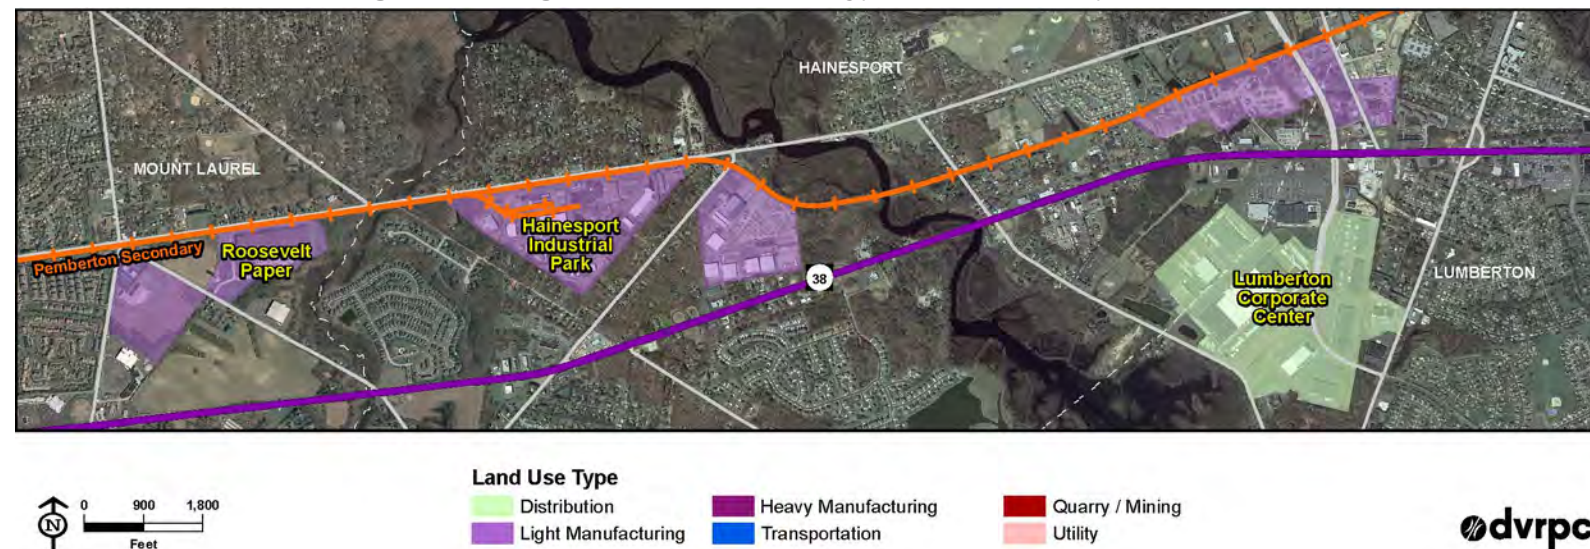 HAINESPORT
MOUNT LAUREL
Pemberton Secondary
Roosevelt
Paper
Hainesport
Industrial
Park
38
Lumberton
Corporate
Center
LUMBERTON
Land Use Type
Distribution
Heavy Manufacturing
Quarry / Mining
Light Manufacturing
Transportation
Utility
N
0 900 1,800
Feet
dvrpc